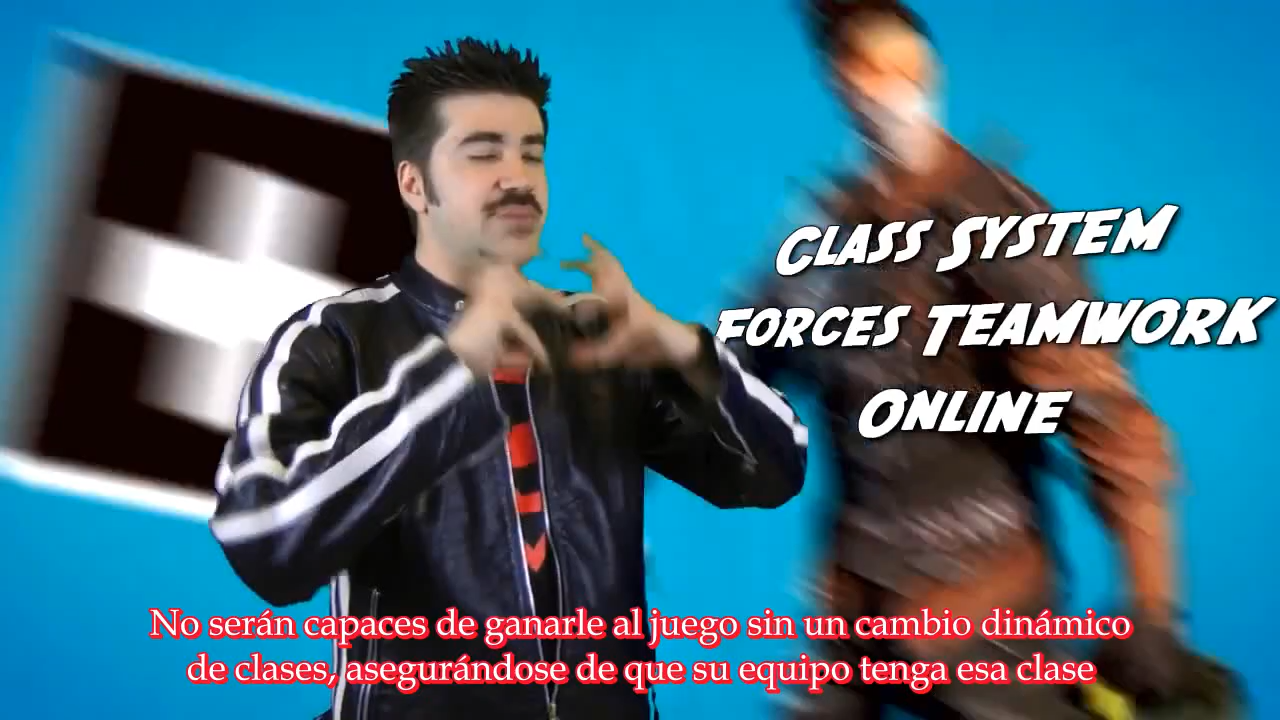 Class System
Forces Teamwork
Online
No serán capaces de ganarle al juego sin un cambio dinámico
de clases, asegurándose de que su equipo tenga esa clase